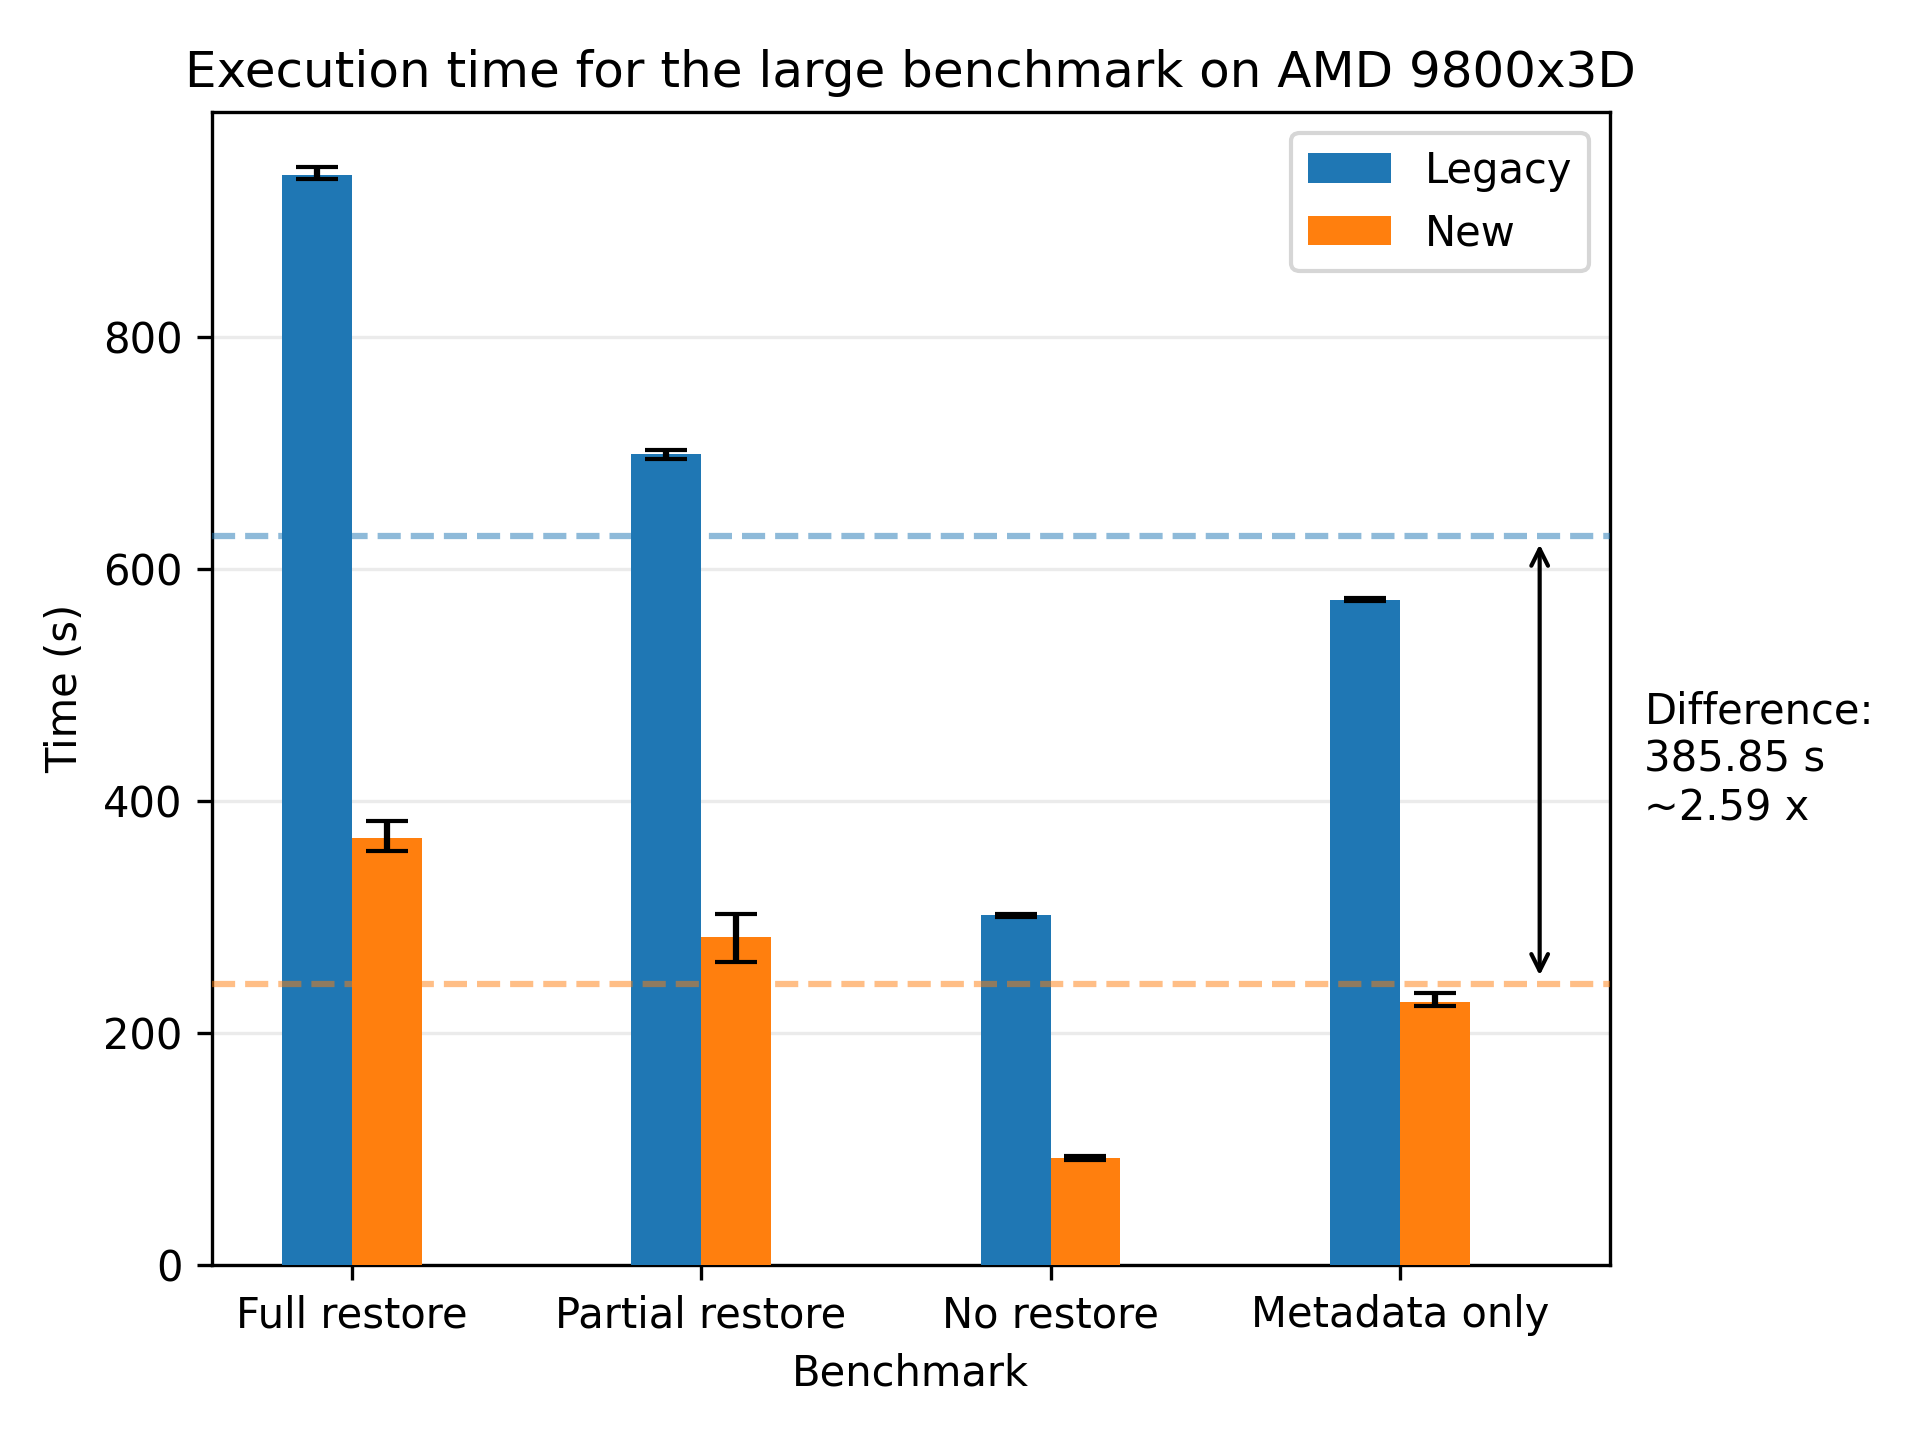 Execution time for the large benchmark on AMD 9800x3D
Legacy
New
800
600
400
200
0
Time (s)
Difference:
385.85 s
~2.59 x
Full restore
Partial restore
No restore
Metadata only
Benchmark